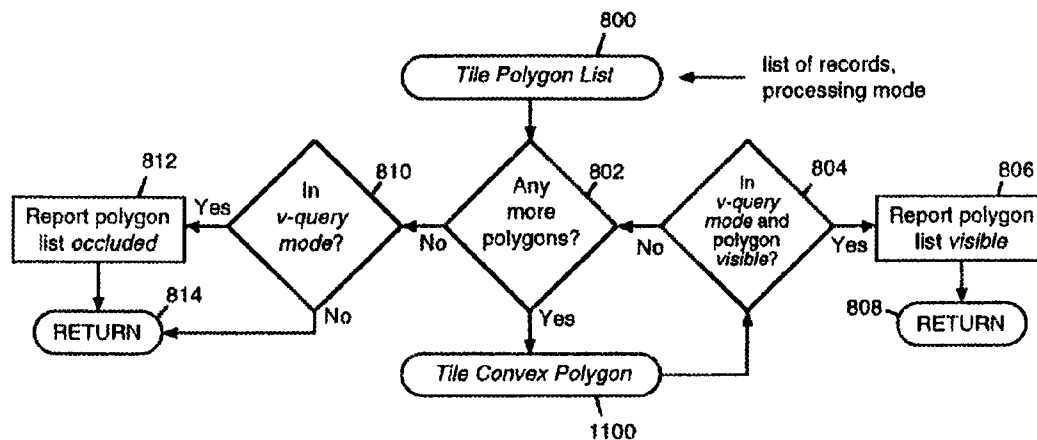 800
Tile Polygon List
list of records,
processing mode
812
810
802
804
806
Yes
Report polygon
list occluded
In
v-query
mode?
No
Any
more
polygons?
No
In
v-query
mode and
polygon
visible?
Yes
Report polygon
list visible
814
RETURN
No
Yes
808
RETURN
Tile Convex Polygon
1100